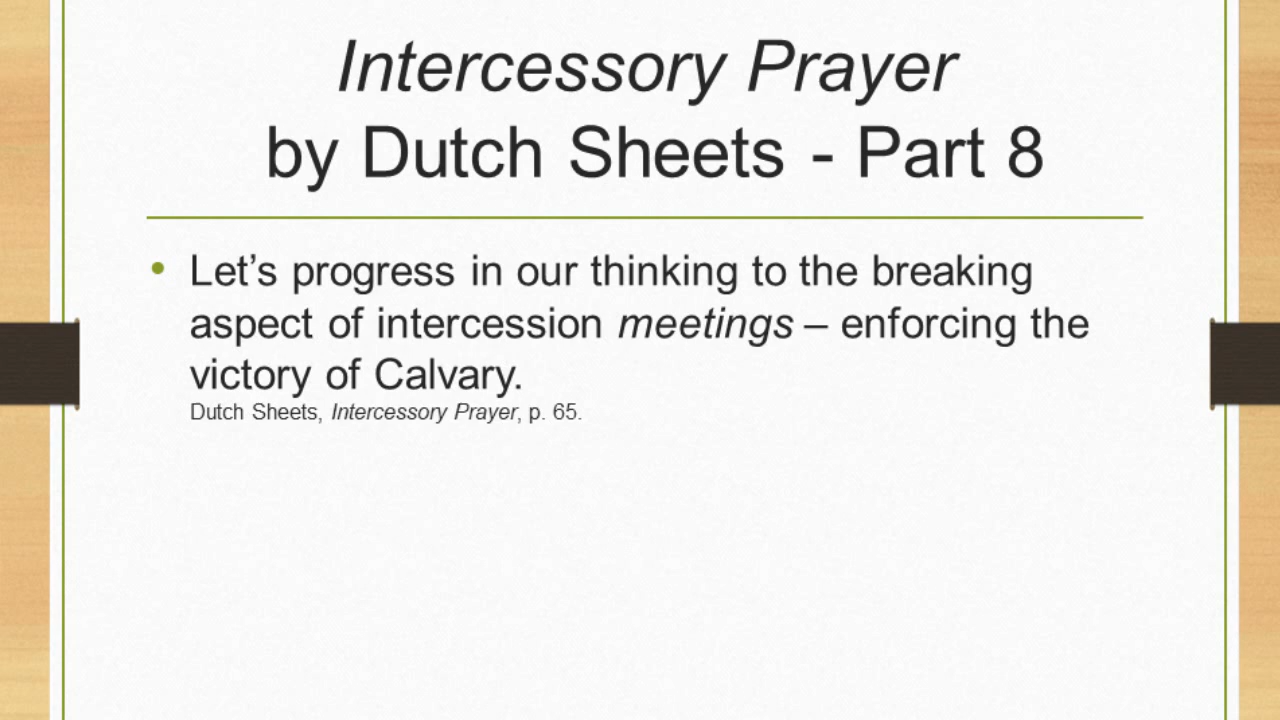 Intercessory Prayer
by Dutch Sheets - Part 8
• Let’s progress in our thinking to the breaking
aspect of intercession meetings – enforcing the
victory of Calvary.
Dutch Sheets, Intercessory Prayer, p. 65.